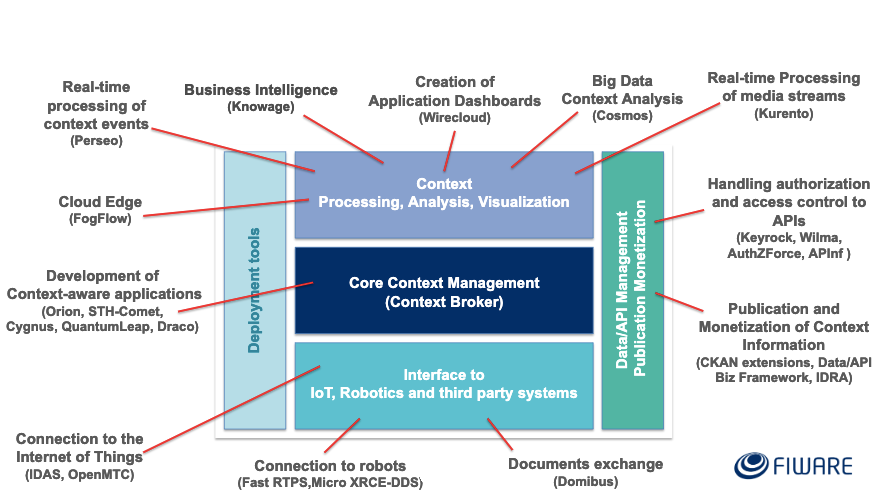 Real-time
processing of
context events
(Perseo)
Business Intelligence
(Knowage)
Creation of
Application Dashboards
(Wirecloud)
Big Data
Context Analysis
(Cosmos)
Real-time Processing
of media streams
(Kurento)
Cloud Edge
(FogFlow)
Development of
Context-aware applications
(Orion, STH-Comet,
Cygnus, QuantumLeap, Draco)
Connection to the
Internet of Things
(IDAS, OpenMTC)
Deployment tools
Context
Processing, Analysis, Visualization
Core Context Management
(Context Broker)
Interface to
IoT, Robotics and third party systems
Data/API Management
Publication Monetization
Handling authorization
and access control to
APIs
(Keyrock, Wilma,
AuthZForce, APInf )
Publication and
Monetization of Context
Information
(CKAN extensions, Data/API
Biz Framework, IDRA)
Connection to robots
(Fast RTPS,Micro XRCE-DDS)
Documents exchange
(Domibus)
FIWARE